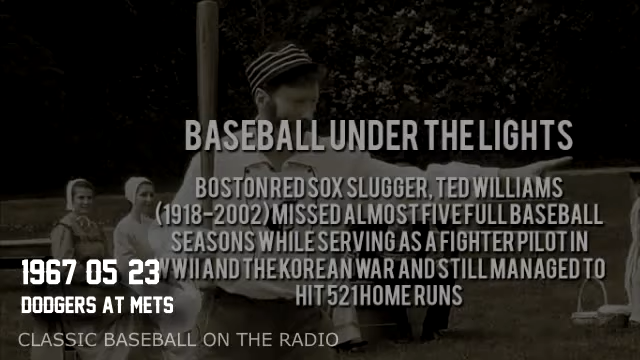 BASEBALL UNDER THE LIGHTS
BOSTON RED SOX SLUGGER, TED WILLIAMS
(1918-2002) MISSED ALMOST FIVE FULL BASEBALL
SEASONS WHILE SERVING AS A FIGHTER PILOT IN
WWII AND THE KOREAN WAR AND STILL MANAGED TO
HIT 521 HOME RUNS
1967 05 23
DODGERS AT METS
CLASSIC BASEBALL ON THE RADIO